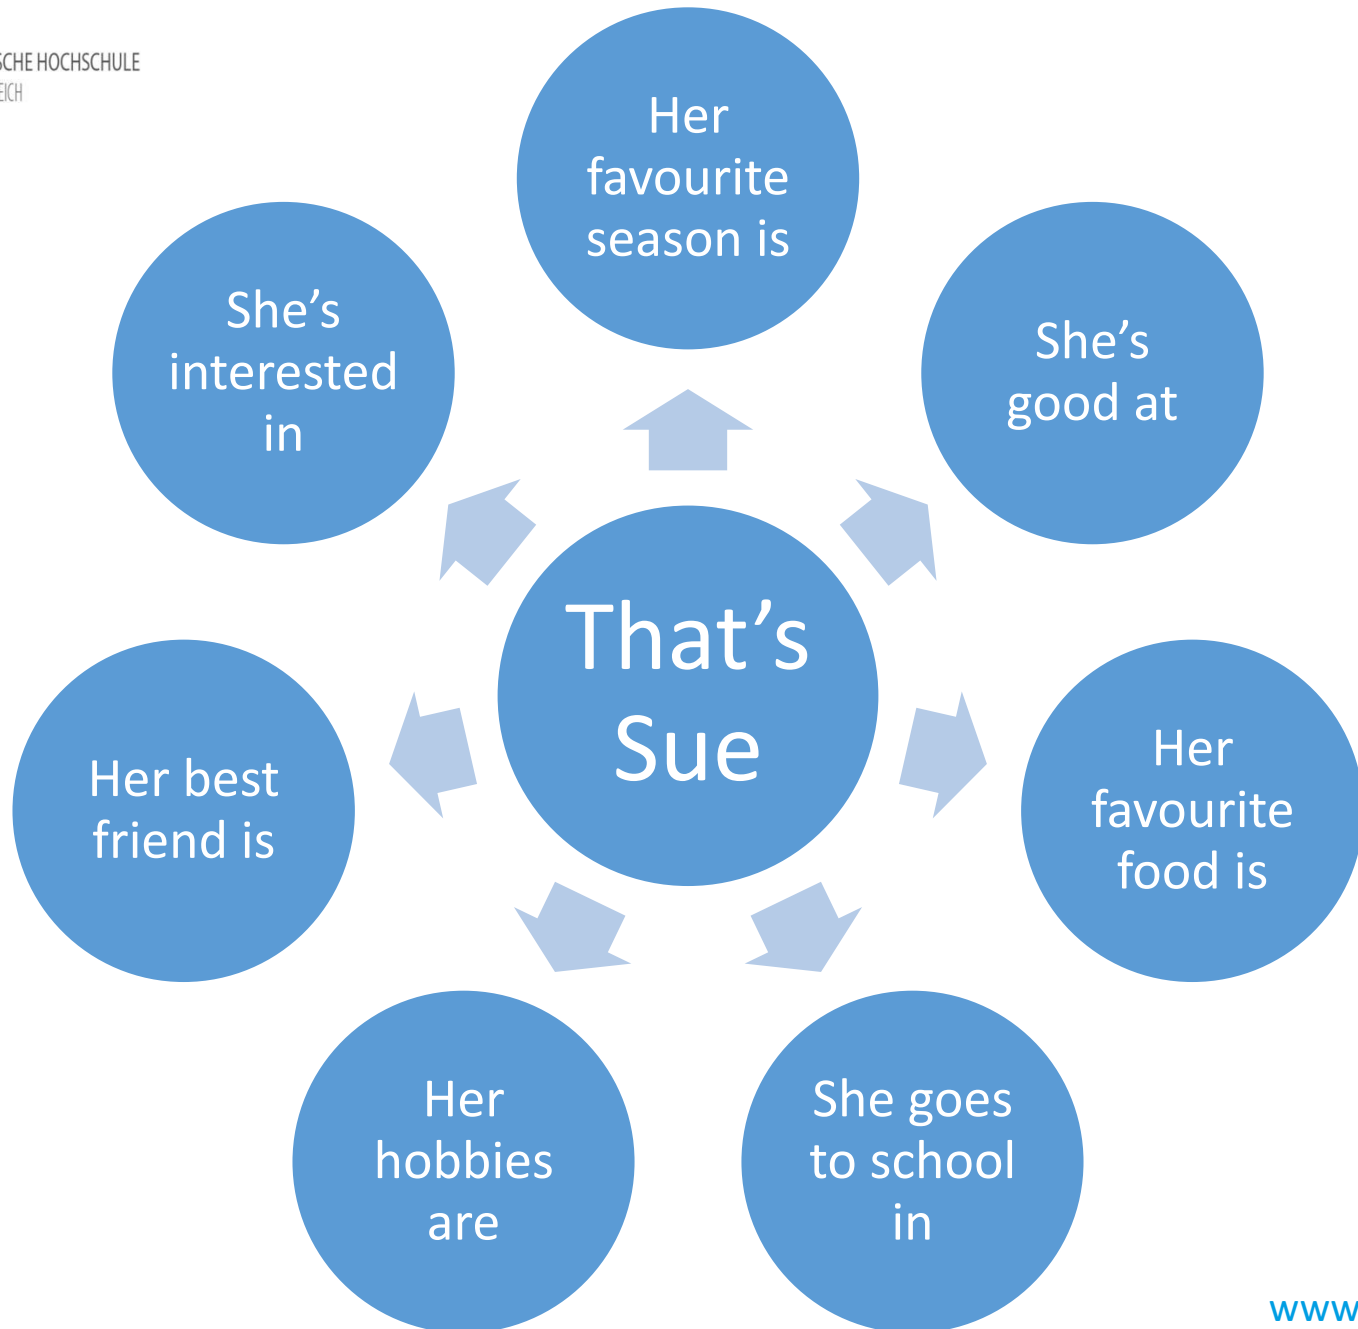 HOCHSCHULE
Her
favourite
season is
She's
interested
in
She's
good at
That's
Sue
Her best
friend is
Her
favourite
food is
Her
hobbies
are
She goes
to school
in
www